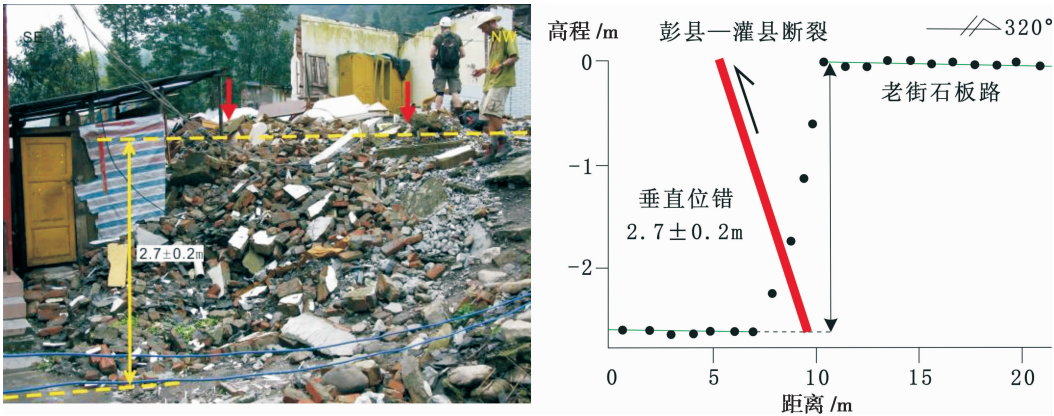 SE
NW
2.7±0.2m
高程/m
彭县—灌县断裂
320°
0
老街石板路
-1
垂直位错
2.7±0.2m
-2
0
5
10
15
20
距离/m